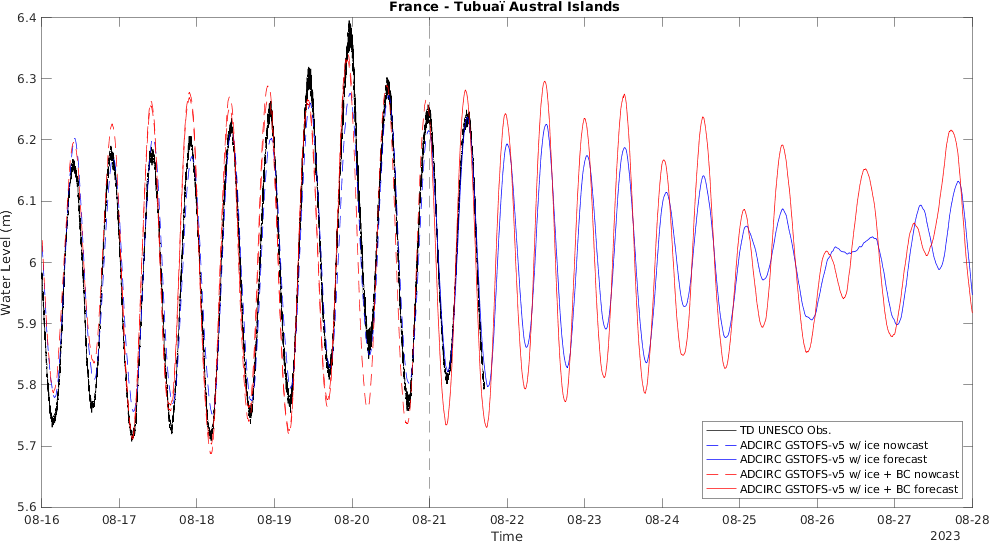 France - Tubuaï Austral Islands
Water Level (m)
6.4
6.3
6.2
6.1
6
5.9
5.8
5.7
5.6
TD UNESCO Obs.
ADCIRC GSTOFS-v5 w/ ice nowcast
ADCIRC GSTOFS-v5 w/ ice forecast
ADCIRC GSTOFS-v5 w/ ice + BC nowcast
ADCIRC GSTOFS-v5 w/ ice + BC forecast
08-16 08-17 08-18 08-19 08-20 08-21 08-22 08-23 08-24 08-25 08-26 08-27 08-28
Time
2023